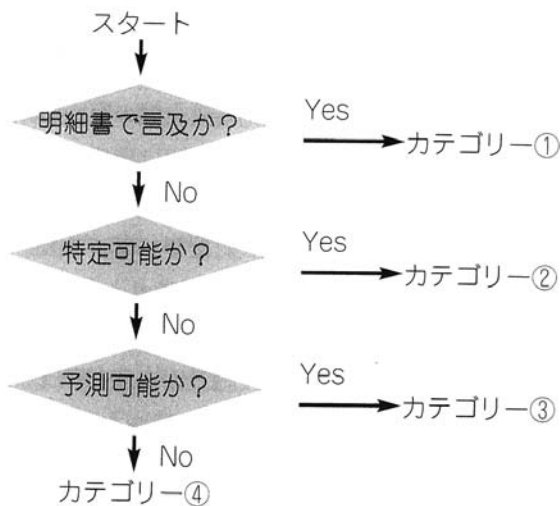 スタート
明細書で言及か？
Yes
カテゴリー①
No
特定可能か？
Yes
カテゴリー②
No
予測可能か？
Yes
カテゴリー③
No
カテゴリー④